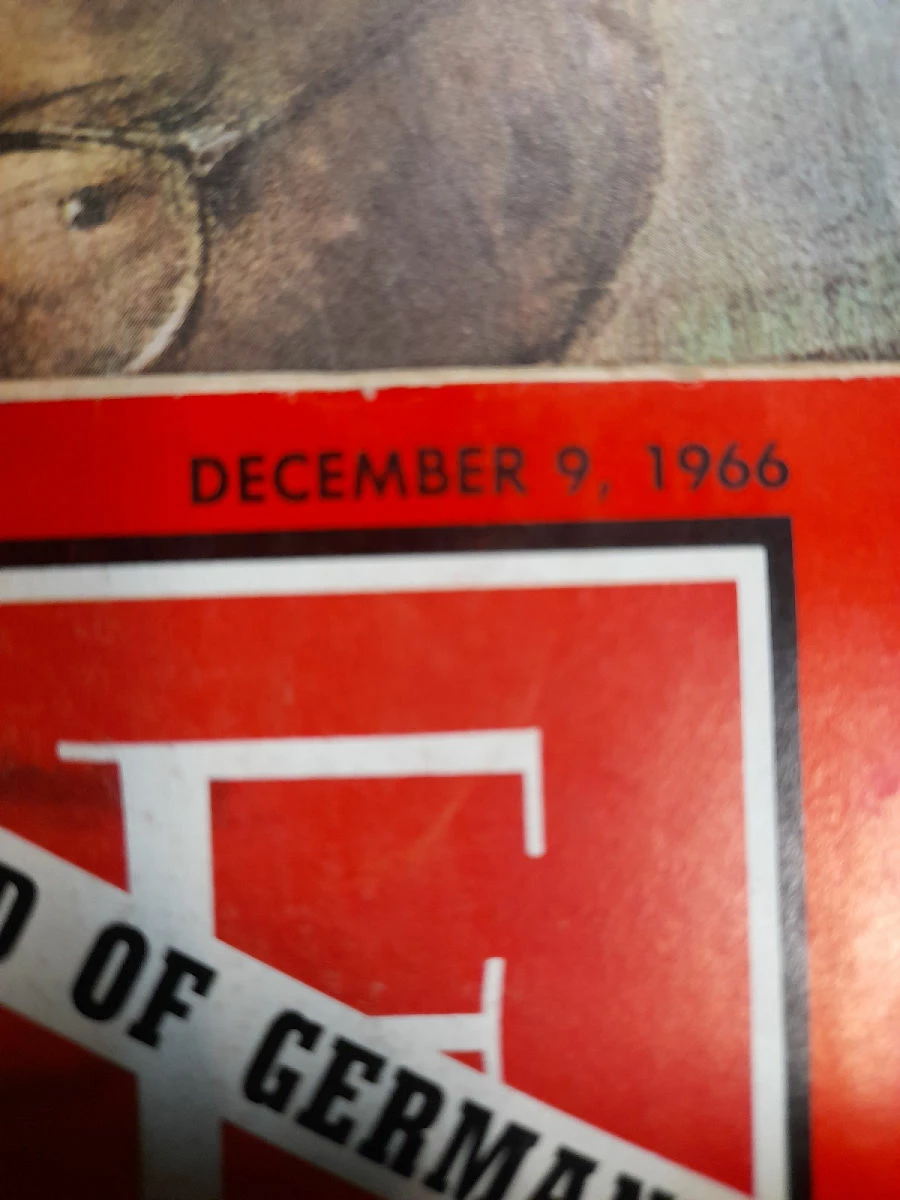 DECEMBER 9, 1966
E
D OF GERMAN